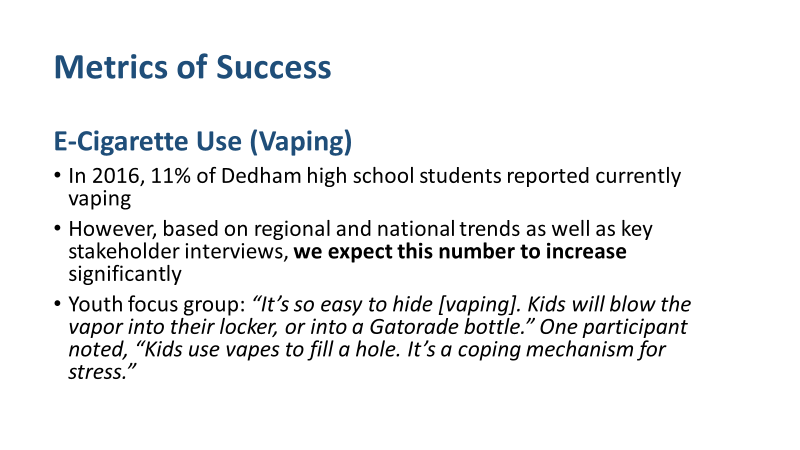 Metrics of Success
E-Cigarette Use (Vaping)
• In 2016, 11% of Dedham high school students reported currently
vaping
• However, based on regional and national trends as well as key
stakeholder interviews, we expect this number to increase
significantly
• Youth focus group: “It’s so easy to hide [vaping]. Kids will blow the
vapor into their locker, or into a Gatorade bottle.” One participant
noted, “Kids use vapes to fill a hole. It’s a coping mechanism for
stress.”